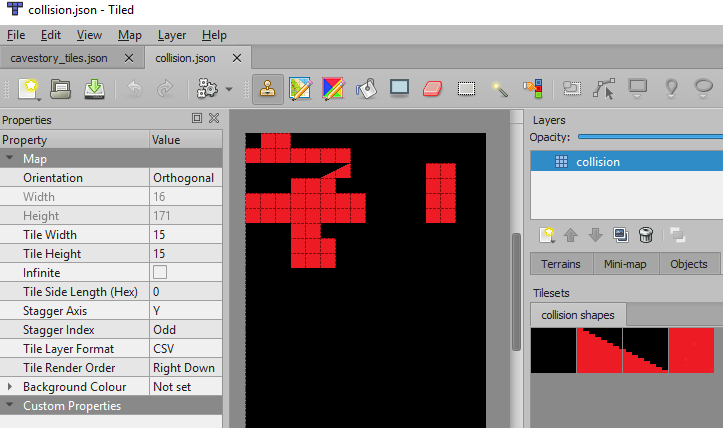 collision.json - Tiled
File Edit View Map Layer Help
cavestory_tiles.json collision.json
Properties
Property Value
Map
Orientation Orthogonal
Width 16
Height 171
Tile Width 15
Tile Height 15
Infinite
Tile Side Length (Hex) 0
Stagger Axis Y
Stagger Index Odd
Tile Layer Format CSV
Tile Render Order Right Down
Background Colour Not set
Custom Properties
Layers
Opacity:
collision
Terrains Mini-map Objects
Tilesets
collision shapes